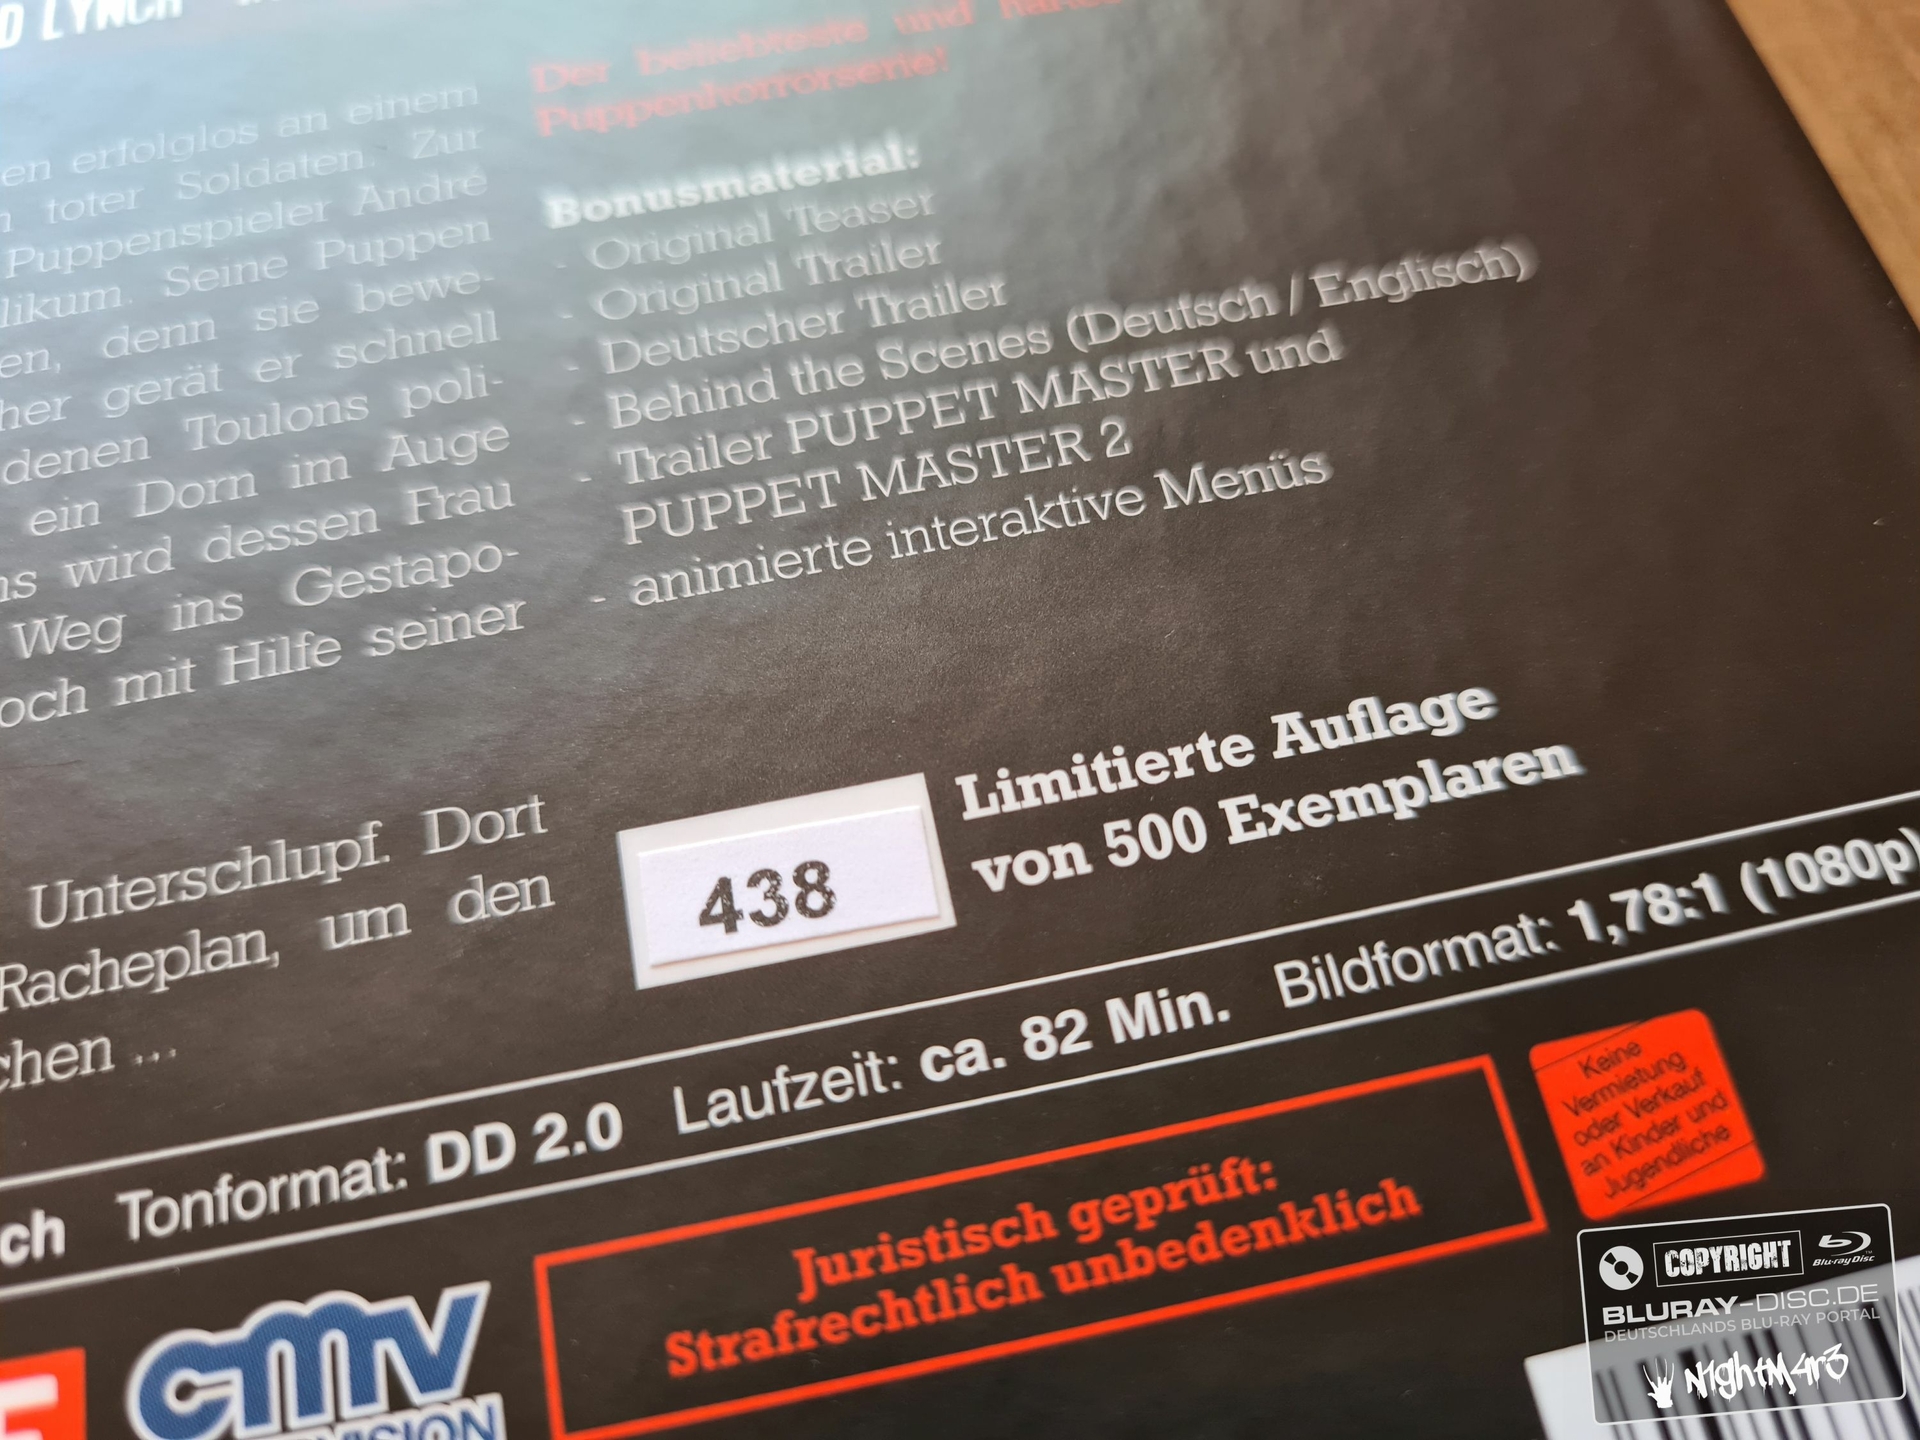 D LYNCH
en erfolglos an einem
toter Soldaten. Zur
Puppenspieler André
likum. Seine Puppen
en, denn sie bewe-
her gerät er schnell
denen Toulons poli-
ein Dorn im Auge
ns wird dessen Frau
Weg ins Gestapo-
och mit Hilfe seiner
Unterschlupf. Dort
Racheplan, um den
chen ...
Der beliebteste und
Puppenhorrorserie!
Bonusmaterial:
- Original Teaser
- Original Trailer
- Deutscher Trailer
- Behind the Scenes (Deutsch / Englisch)
- Trailer PUPPET MASTER und
PUPPET MASTER 2
- animierte interaktive Menüs
438
Limitierte Auflage
von 500 Exemplaren
ch Tonformat: DD 2.0 Laufzeit: ca. 82 Min. Bildformat: 1,78:1 (1080p)
cmv
VISION
Juristisch geprüft:
Strafrechtlich unbedenklich
Keine
Vermietung
oder Verkauf
an Kinder und
Jugendliche
COPYRIGHT
Blu-ray Disc
BLURAY-DISC.DE
DEUTSCHLANDS BLU-RAY PORTAL
N1ghtM4r3